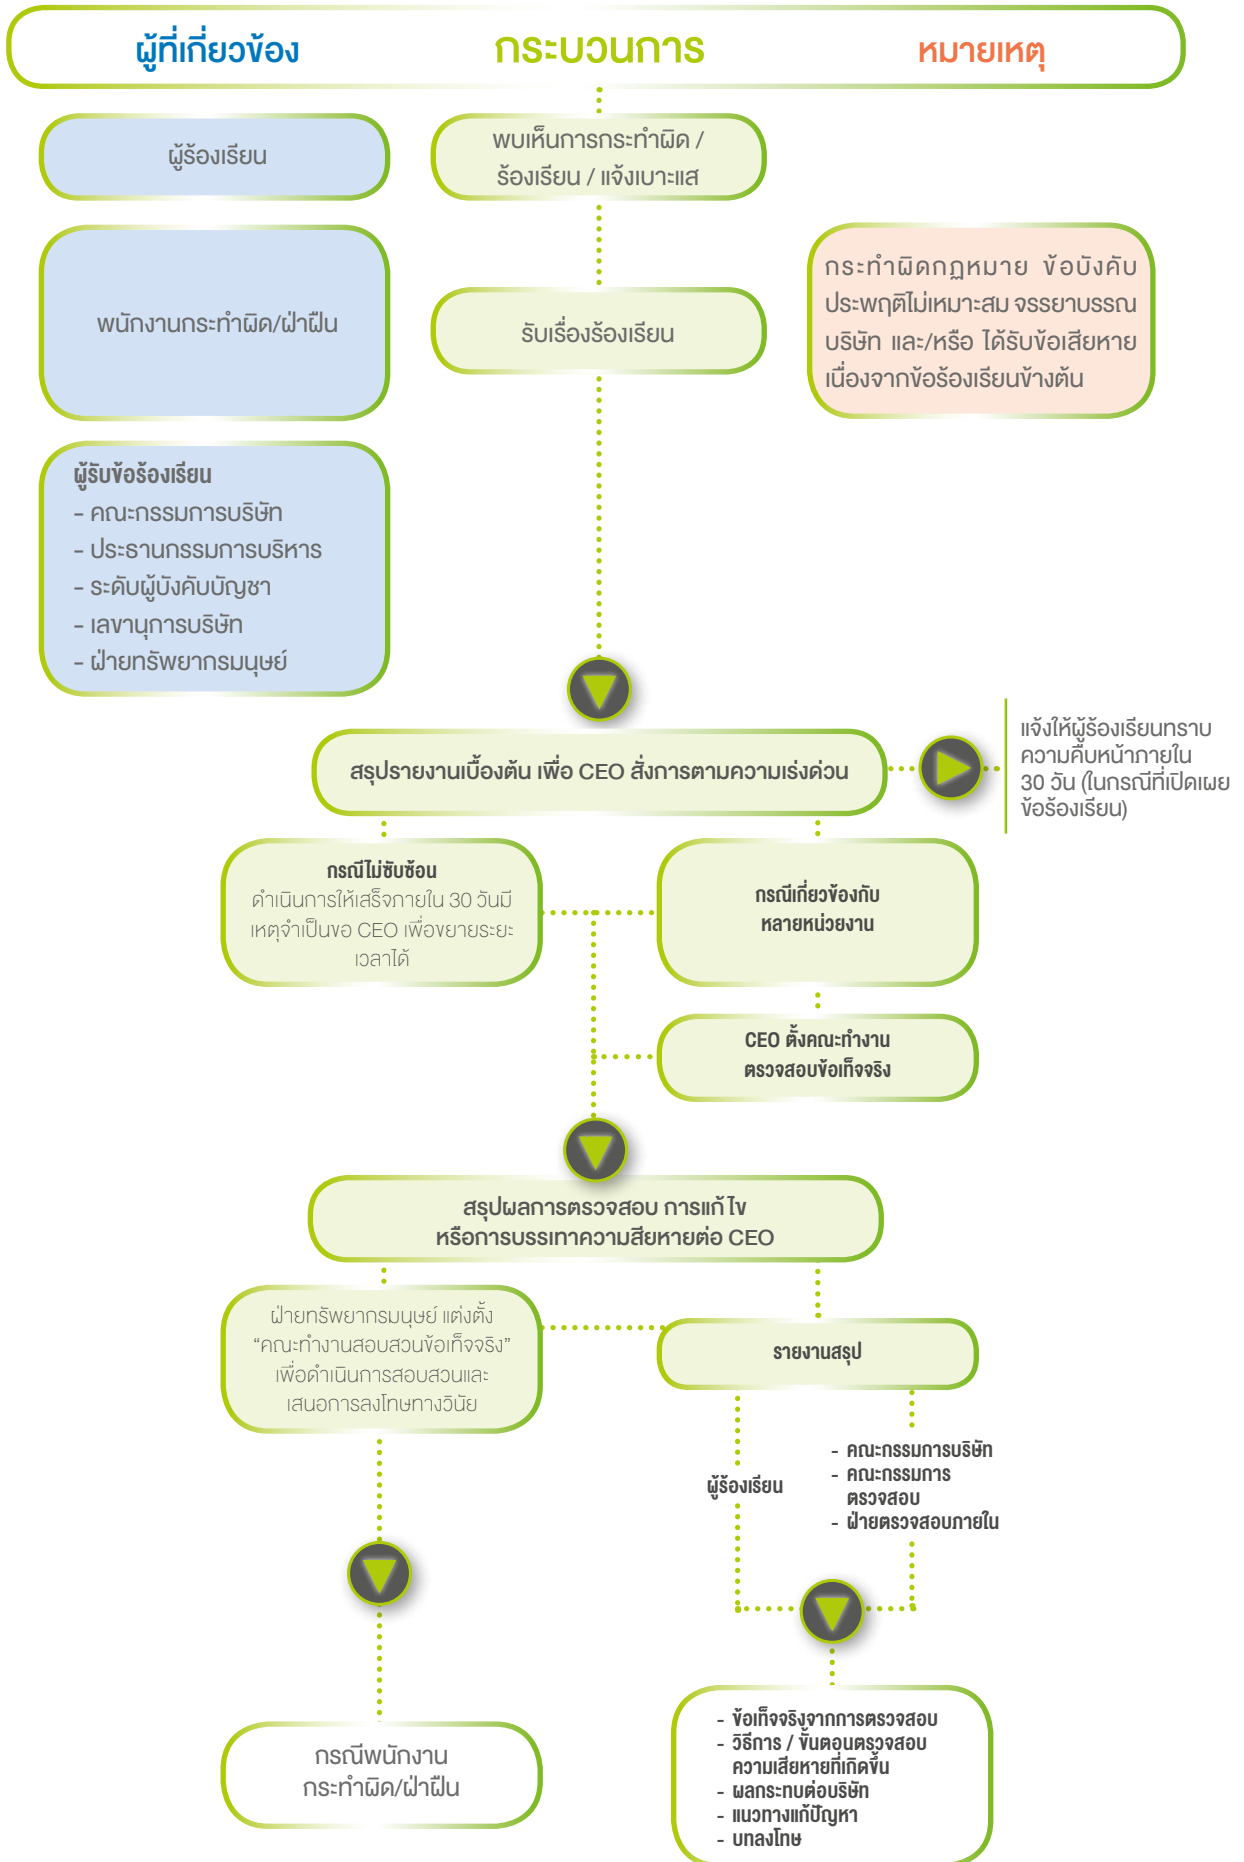 ผู้ที่เกี่ยวข้อง
กระบวนการ
หมายเหตุ
ผู้ร้องเรียน
พบเห็นการกระทำผิด /
ร้องเรียน / แจ้งเบาะแส
พนักงานกระทำผิด/ฝ่าฝืน
รับเรื่องร้องเรียน
กระทำผิดกฎหมาย ข้อบังคับ
ประพฤติไม่เหมาะสม จรรยาบรรณ
บริษัท และ/หรือ ได้รับข้อเสียหาย
เนื่องจากข้อร้องเรียนข้างต้น
ผู้รับข้อร้องเรียน
- คณะกรรมการบริษัท
- ประธานกรรมการบริหาร
- ระดับผู้บังคับบัญชา
- เลขานุการบริษัท
- ฝ่ายทรัพยากรมนุษย์
สรุปรายงานเบื้องต้น เพื่อ CEO สั่งการตามความเร่งด่วน
แจ้งให้ผู้ร้องเรียนทราบ
ความคืบหน้าภายใน
30 วัน (ในกรณีที่เปิดเผย
ข้อร้องเรียน)
กรณีไม่ซับซ้อน
ดำเนินการให้เสร็จภายใน 30 วันมี
เหตุจำเป็นขอ CEO เพื่อขยายระยะ
เวลาได้
กรณีเกี่ยวข้องกับ
หลายหน่วยงาน
CEO ตั้งคณะทำงาน
ตรวจสอบข้อเท็จจริง
สรุปผลการตรวจสอบ การแก้ไข
หรือการบรรเทาความสียหายต่อ CEO
ฝ่ายทรัพยากรมนุษย์ แต่งตั้ง
“คณะทำงานสอบสวนข้อเท็จจริง”
เพื่อดำเนินการสอบสวนและ
เสนอการลงโทษทางวินัย
รายงานสรุป
ผู้ร้องเรียน
- คณะกรรมการบริษัท
- คณะกรรมการ
ตรวจสอบ
- ฝ่ายตรวจสอบภายใน
กรณีพนักงาน
กระทำผิด/ฝ่าฝืน
- ข้อเท็จจริงจากการตรวจสอบ
- วิธีการ / ขั้นตอนตรวจสอบ
ความเสียหายที่เกิดขึ้น
- ผลกระทบต่อบริษัท
- แนวทางแก้ปัญหา
- บทลงโทษ